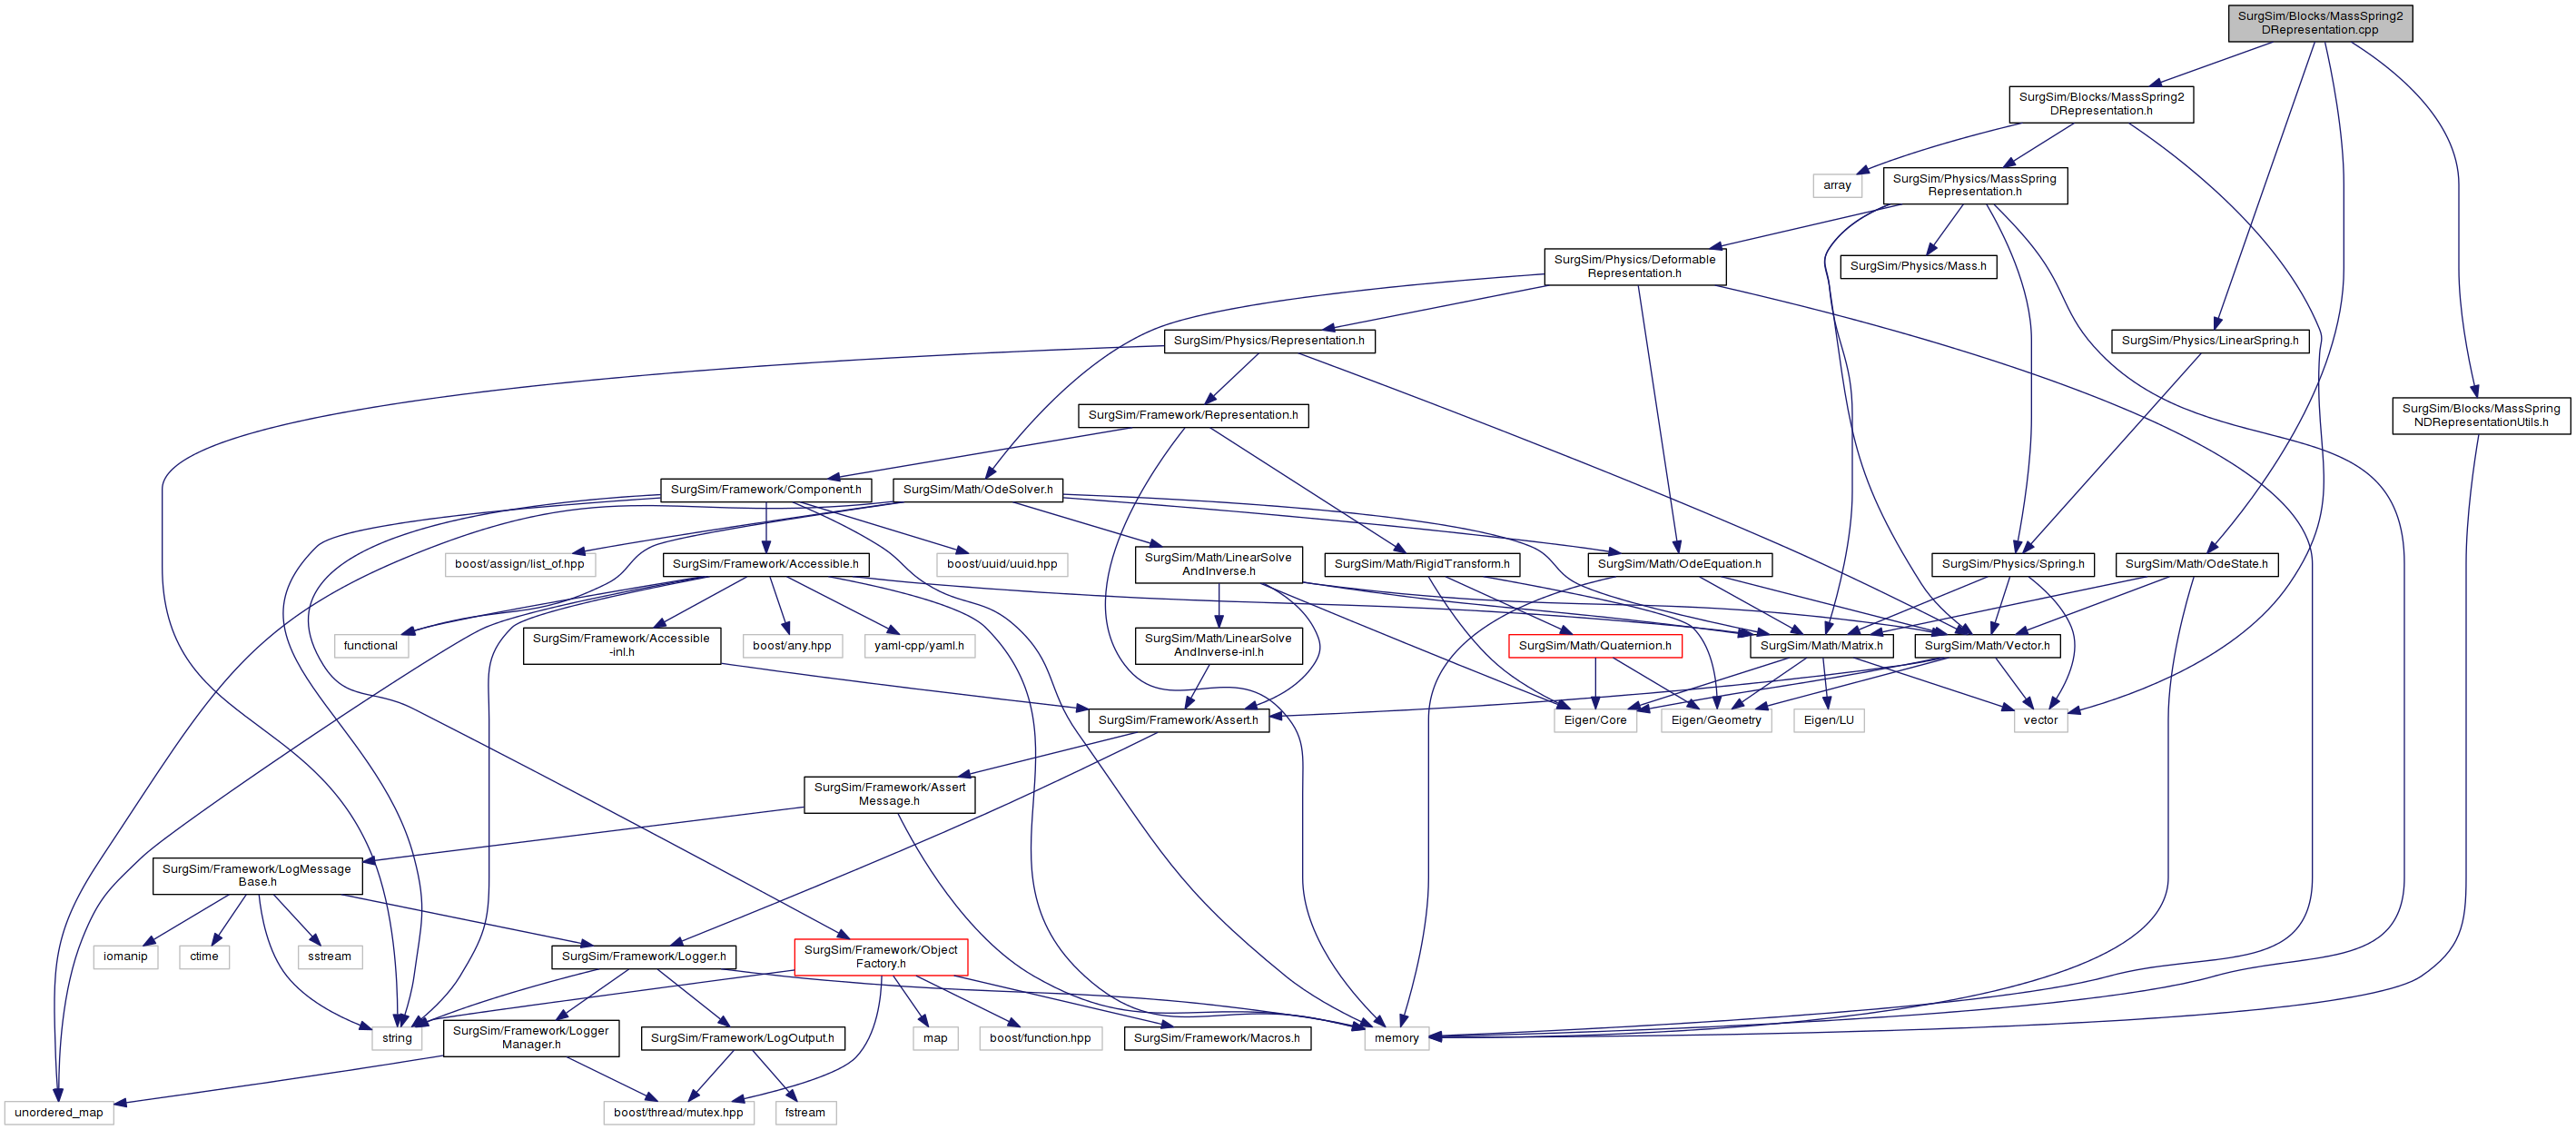 SurgSim/Blocks/MassSpring2
DRepresentation.cpp
SurgSim/Blocks/MassSpring2
DRepresentation.h
array
SurgSim/Physics/MassSpring
Representation.h
SurgSim/Physics/Deformable
Representation.h
SurgSim/Physics/Mass.h
SurgSim/Physics/Representation.h
SurgSim/Physics/LinearSpring.h
SurgSim/Framework/Representation.h
SurgSim/Blocks/MassSpring
NDRepresentationUtils.h
SurgSim/Framework/Component.h
SurgSim/Math/OdeSolver.h
boost/assign/list_of.hpp
SurgSim/Framework/Accessible.h
boost/uuid/uuid.hpp
SurgSim/Math/LinearSolve
AndInverse.h
SurgSim/Math/RigidTransform.h
SurgSim/Math/OdeEquation.h
SurgSim/Physics/Spring.h
SurgSim/Math/OdeState.h
functional
SurgSim/Framework/Accessible
-inl.h
boost/any.hpp
yaml-cpp/yaml.h
SurgSim/Math/LinearSolve
AndInverse-inl.h
SurgSim/Math/Quaternion.h
SurgSim/Math/Matrix.h
SurgSim/Math/Vector.h
SurgSim/Framework/Assert.h
Eigen/Core
Eigen/Geometry
Eigen/LU
vector
SurgSim/Framework/Assert
Message.h
SurgSim/Framework/LogMessage
Base.h
iomanip
ctime
sstream
SurgSim/Framework/Logger.h
SurgSim/Framework/Object
Factory.h
string
SurgSim/Framework/Logger
Manager.h
SurgSim/Framework/LogOutput.h
map
boost/function.hpp
SurgSim/Framework/Macros.h
memory
unordered_map
boost/thread/mutex.hpp
fstream